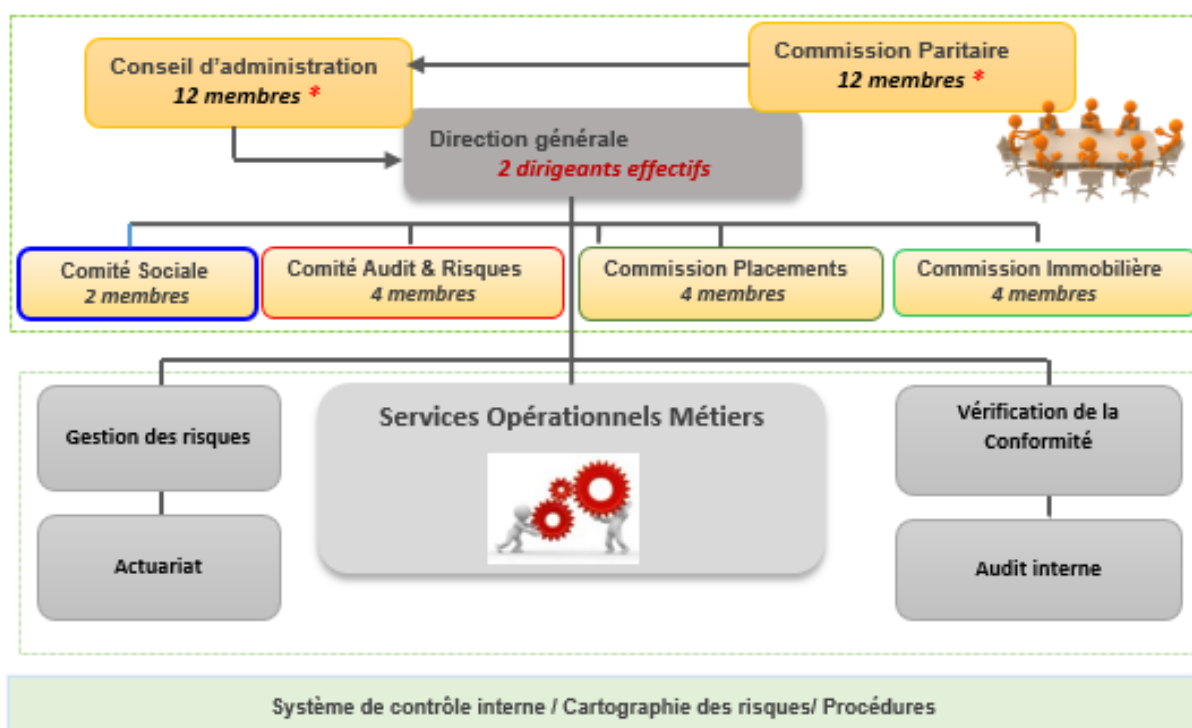 Conseil d'administration
12 membres *
Commission Paritaire
12 membres *
Direction générale
2 dirigeants effectifs
Comité Sociale
2 membres
Comité Audit & Risques
4 membres
Commission Placements
4 membres
Commission Immobilière
4 membres
Gestion des risques
Actuariat
Services Opérationnels Métiers
Vérification de la
Conformité
Audit interne
Système de contrôle interne / Cartographie des risques/ Procédures